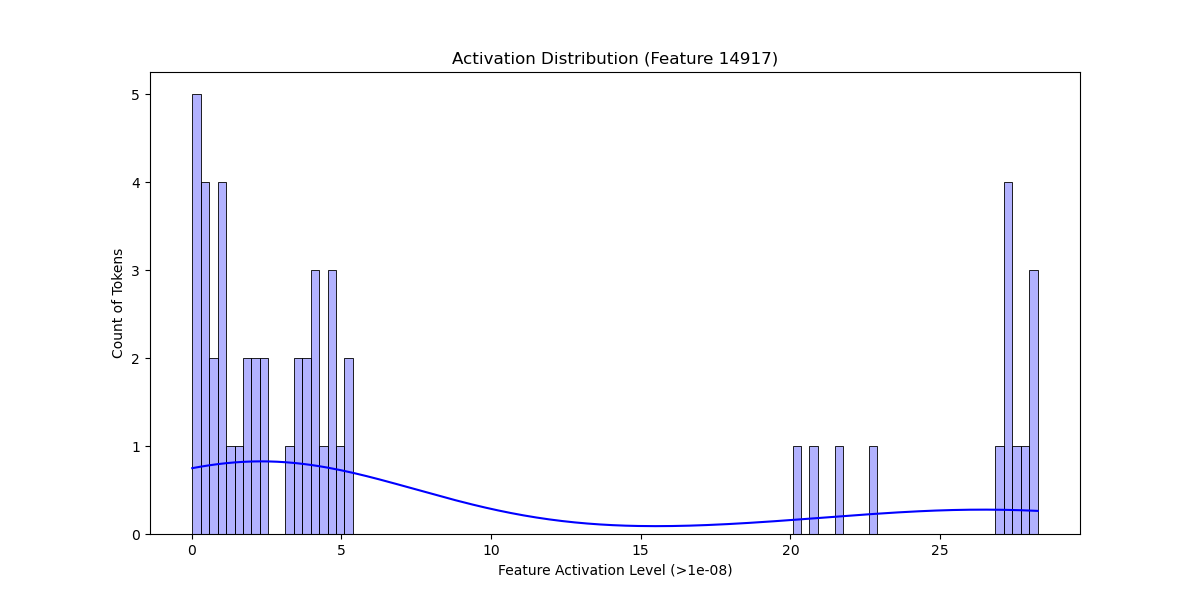 Activation Distribution (Feature 14917)
5
4
3
2
1
0
Count of Tokens
0 5 10 15 20 25
Feature Activation Level (>1e-08)